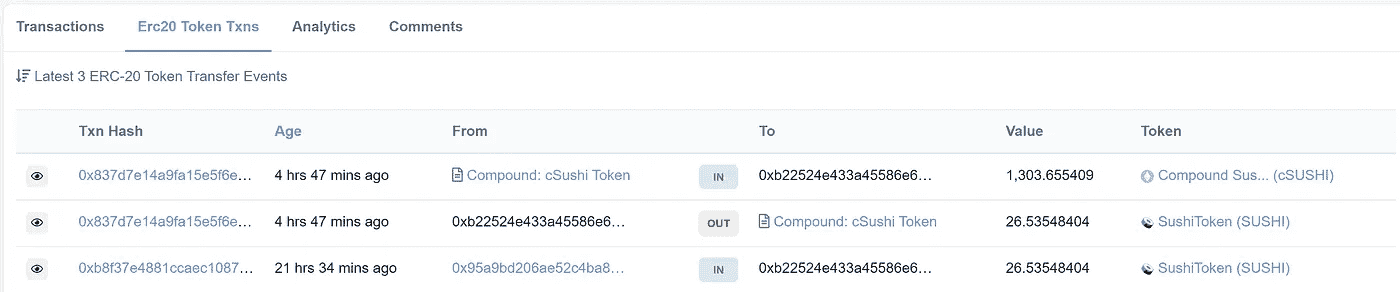 Transactions Erc20 Token Txns Analytics Comments
Latest 3 ERC-20 Token Transfer Events
Txn Hash Age From To Value Token
0x837d7e14a9fa15e5f6e... 4 hrs 47 mins ago Compound: cSushi Token IN 0xb22524e433a45586e6... 1,303.655409 Compound Sus... (cSUSHI)
0x837d7e14a9fa15e5f6e... 4 hrs 47 mins ago 0xb22524e433a45586e6... OUT Compound: cSushi Token 26.53548404 SushiToken (SUSHI)
0xb8f37e4881ccaec1087... 21 hrs 34 mins ago 0x95a9bd206ae52c4ba8... IN 0xb22524e433a45586e6... 26.53548404 SushiToken (SUSHI)